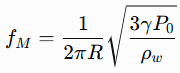 f_M = \frac{1}{2\pi R} \sqrt{\frac{3\gamma P_0}{\rho_w}}